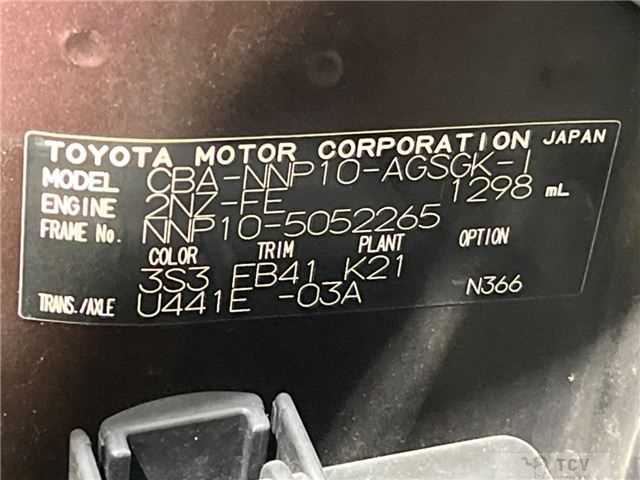 TOYOTA MOTOR CORPORATION JAPAN
MODEL CBA-NNP10-AGSGK-I
ENGINE 2NZ-FE 1298 mL
FRAME No. NNP10-5052265
COLOR TRIM PLANT OPTION
3S3 EB41 K21
TRANS./AXLE U441E -03A N366
TCV